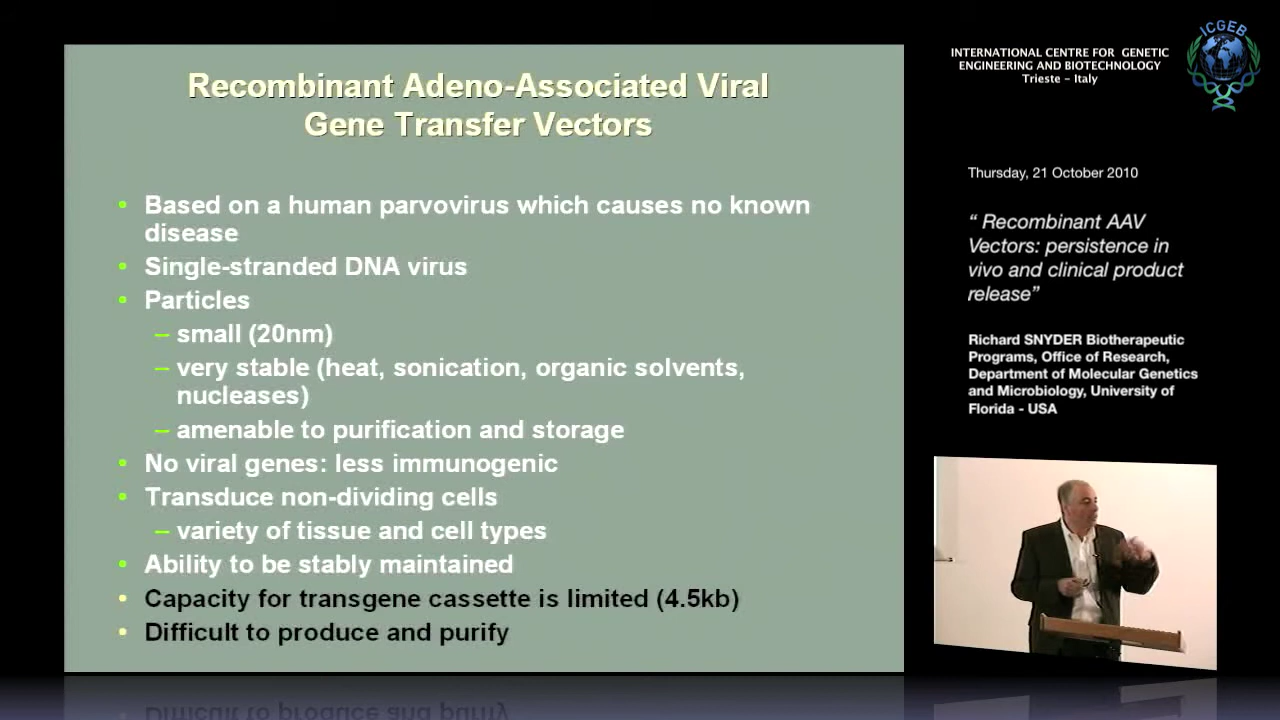 Recombinant Adeno-Associated Viral
Gene Transfer Vectors
• Based on a human parvovirus which causes no known
disease
• Single-stranded DNA virus
• Particles
– small (20nm)
– very stable (heat, sonication, organic solvents,
nucleases)
– amenable to purification and storage
• No viral genes: less immunogenic
• Transduce non-dividing cells
– variety of tissue and cell types
• Ability to be stably maintained
• Capacity for transgene cassette is limited (4.5kb)
• Difficult to produce and purify
INTERNATIONAL CENTRE FOR GENETIC
ENGINEERING AND BIOTECHNOLOGY
Trieste – Italy
ICGEB
Thursday, 21 October 2010
“ Recombinant AAV
Vectors: persistence in
vivo and clinical product
release”
Richard SNYDER Biotherapeutic
Programs, Office of Research,
Department of Molecular Genetics
and Microbiology, University of
Florida - USA